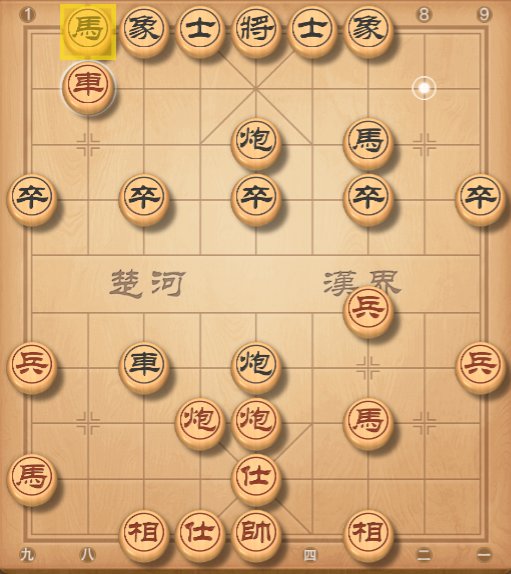 1 馬 象 士 將 士 象 8 9
車
炮 馬
卒 卒 卒 卒 卒
楚河 漢界
兵
兵 車 炮 兵
炮 炮 馬
馬 仕
相 仕 帥 相
九 八 四 二 一